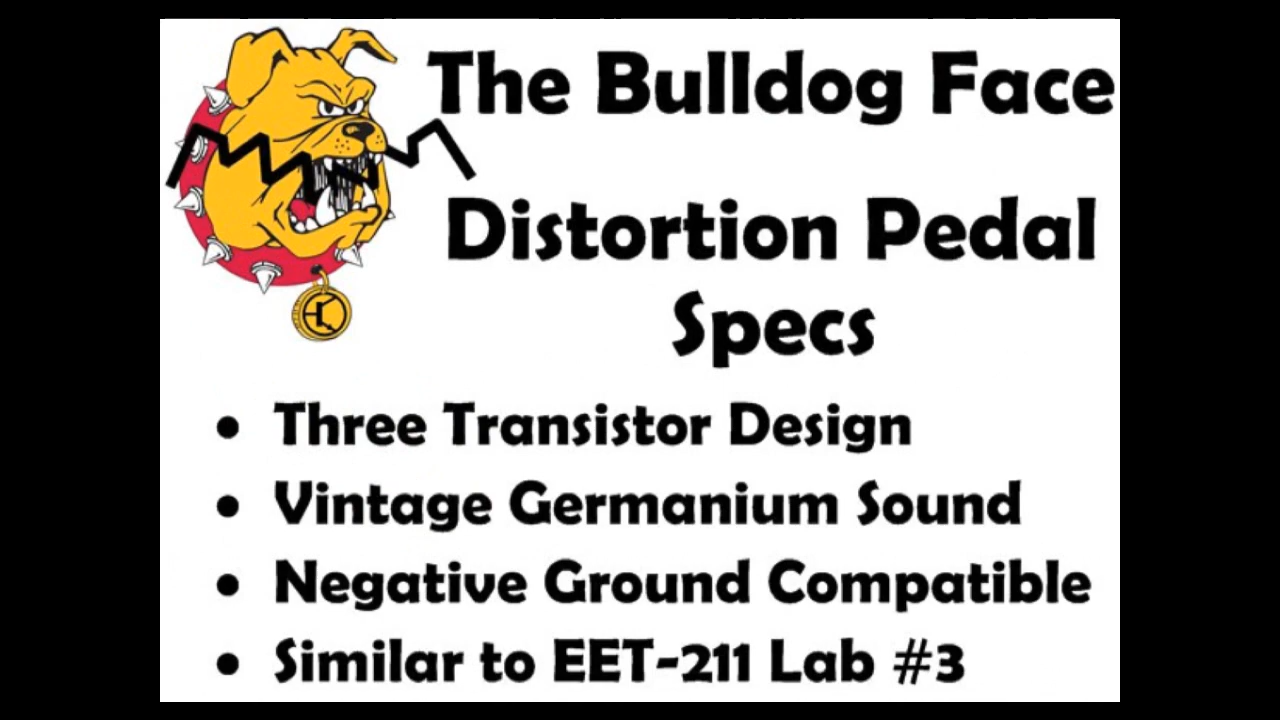 The Bulldog Face
Distortion Pedal
Specs
• Three Transistor Design
• Vintage Germanium Sound
• Negative Ground Compatible
• Similar to EET-211 Lab #3